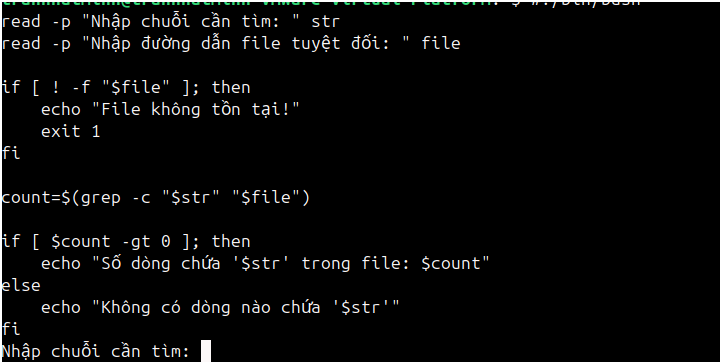 read -p "Nhập chuỗi cần tìm: " str
read -p "Nhập đường dẫn file tuyệt đối: " file
if [ ! -f "$file" ]; then
    echo "File không tồn tại!"
    exit 1
fi
count=$(grep -c "$str" "$file")
if [ $count -gt 0 ]; then
    echo "Số dòng chứa '$str' trong file: $count"
else
    echo "Không có dòng nào chứa '$str'"
fi
Nhập chuỗi cần tìm: